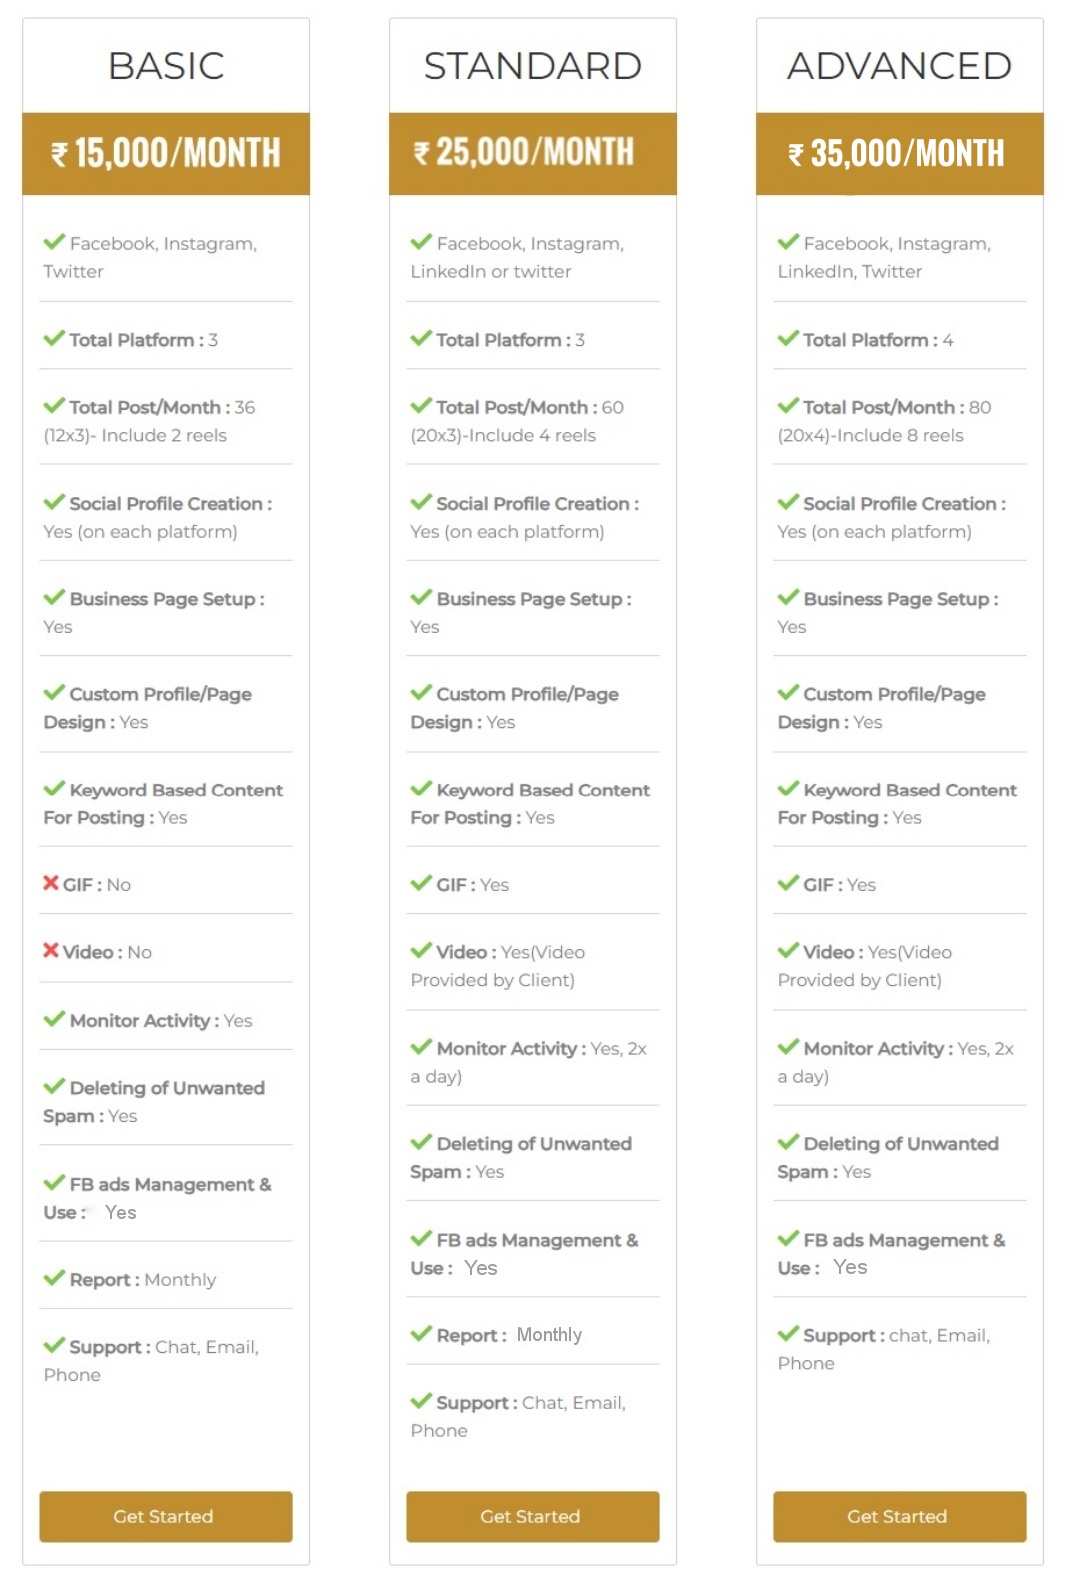 BASIC
₹ 15,000/MONTH
Facebook, Instagram,
Twitter
Total Platform : 3
Total Post/Month : 36
(12x3)- Include 2 reels
Social Profile Creation :
Yes (on each platform)
Business Page Setup :
Yes
Custom Profile/Page
Design : Yes
Keyword Based Content
For Posting : Yes
GIF : No
Video : No
Monitor Activity : Yes
Deleting of Unwanted
Spam : Yes
FB ads Management &
Use : Yes
Report : Monthly
Support : Chat, Email,
Phone
Get Started
STANDARD
₹ 25,000/MONTH
Facebook, Instagram,
LinkedIn or twitter
Total Platform : 3
Total Post/Month : 60
(20x3)-Include 4 reels
Social Profile Creation :
Yes (on each platform)
Business Page Setup :
Yes
Custom Profile/Page
Design : Yes
Keyword Based Content
For Posting : Yes
GIF : Yes
Video : Yes(Video
Provided by Client)
Monitor Activity : Yes, 2x
a day)
Deleting of Unwanted
Spam : Yes
FB ads Management &
Use : Yes
Report : Monthly
Support : Chat, Email,
Phone
Get Started
ADVANCED
₹ 35,000/MONTH
Facebook, Instagram,
LinkedIn, Twitter
Total Platform : 4
Total Post/Month : 80
(20x4)-Include 8 reels
Social Profile Creation :
Yes (on each platform)
Business Page Setup :
Yes
Custom Profile/Page
Design : Yes
Keyword Based Content
For Posting : Yes
GIF : Yes
Video : Yes(Video
Provided by Client)
Monitor Activity : Yes, 2x
a day)
Deleting of Unwanted
Spam : Yes
FB ads Management &
Use : Yes
Support : chat, Email,
Phone
Get Started